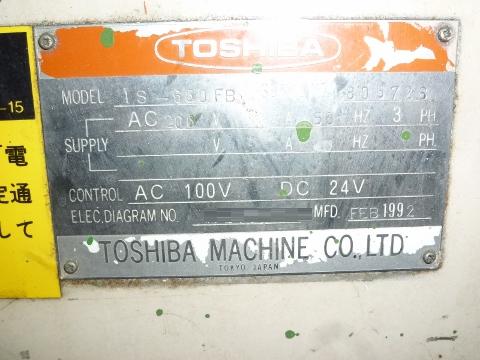 TOSHIBA
MODEL IS-650FB
SUPPLY AC 200 V A HZ 3 PH
V. A HZ PH
CONTROL AC 100V DC 24V
ELEC, DIAGRAM NO. MFD. FEB 1992
TOSHIBA MACHINE CO., LTD.
TOKYO JAPAN
-15
電
定通
して